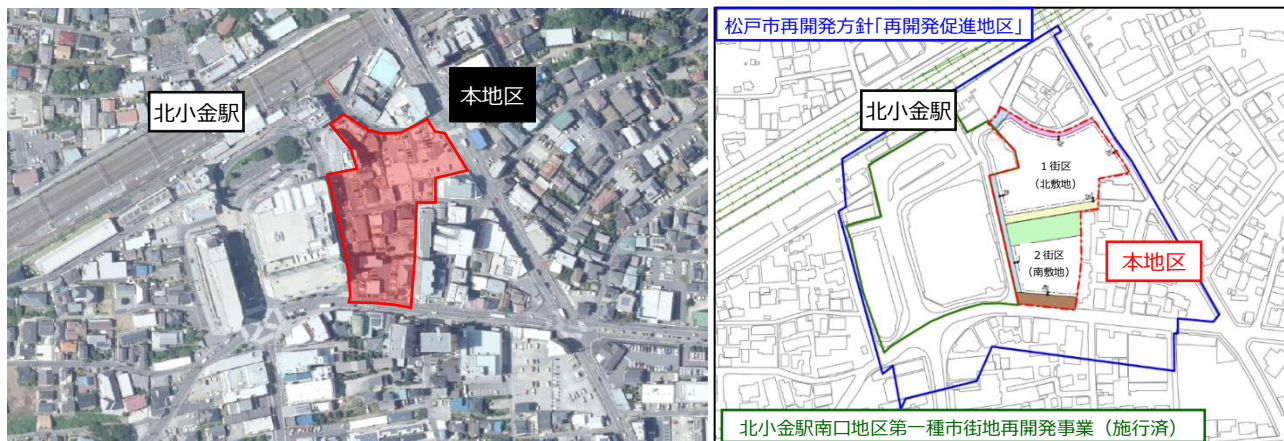 北小金駅
本地区
松戸市再開発方針「再開発促進地区」
北小金駅
1街区
（北敷地）
2街区
（南敷地）
本地区
北小金駅南口地区第一種市街地再開発事業（施行済）